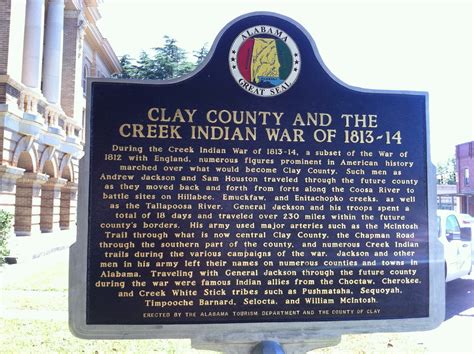 ALABAMA
GREAT SEAL
CLAY COUNTY AND THE
CREEK INDIAN WAR OF 1813-14
During the Creek Indian War of 1813-14, a subset of the War of
1812 with England, numerous figures prominent in American history
marched over what would become Clay County. Such men as
Andrew Jackson and Sam Houston traveled through the future county
as they moved back and forth from forts along the Coosa River to
battle sites on Hillabee, Emuckfaw, and Enitachopko creeks, as well
as the Tallapoosa River. General Jackson and his troops spent a
total of 18 days and traveled over 230 miles within the future
county's borders. His army used major arteries such as the McIntosh
Trail through what is now central Clay County, the Chapman Road
through the southern part of the county, and numerous Creek Indian
trails during the various campaigns of the war. Jackson and other
men in his army left their names on numerous counties and towns in
Alabama. Traveling with General Jackson through the future county
during the war were famous Indian allies from the Choctaw, Cherokee,
and Creek White Stick tribes such as Pushmataha, Sequoyah,
Timpooche Barnard, Selocta, and William McIntosh.
ERECTED BY THE ALABAMA TOURISM DEPARTMENT AND THE COUNTY OF CLAY